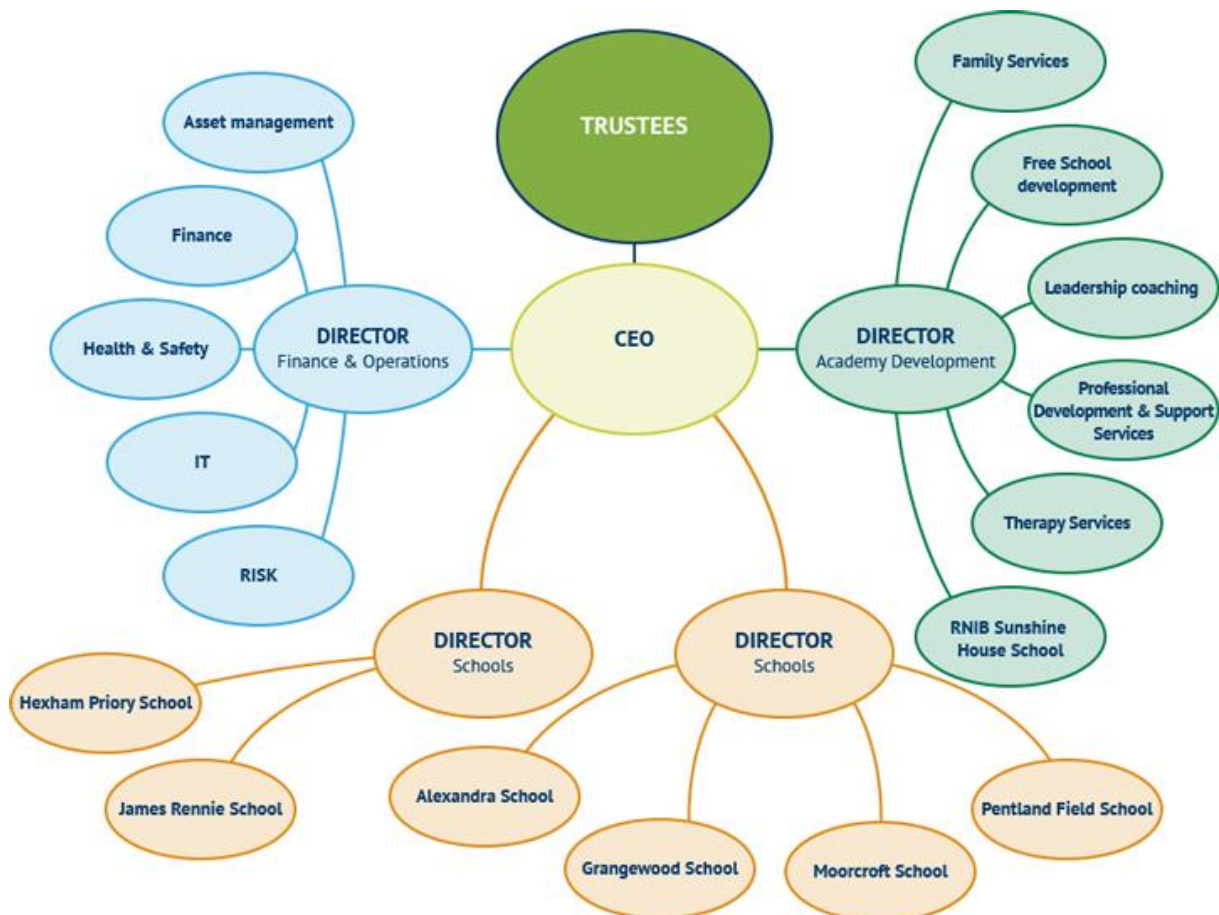 TRUSTEES
CEO
DIRECTOR
Finance & Operations
Asset management
Finance
Health & Safety
IT
RISK
DIRECTOR
Academy Development
Family Services
Free School
development
Leadership coaching
Professional
Development & Support
Services
Therapy Services
RNIB Sunshine
House School
DIRECTOR
Schools
Hexham Priory School
James Rennie School
DIRECTOR
Schools
Alexandra School
Grangewood School
Moorcroft School
Pentland Field School